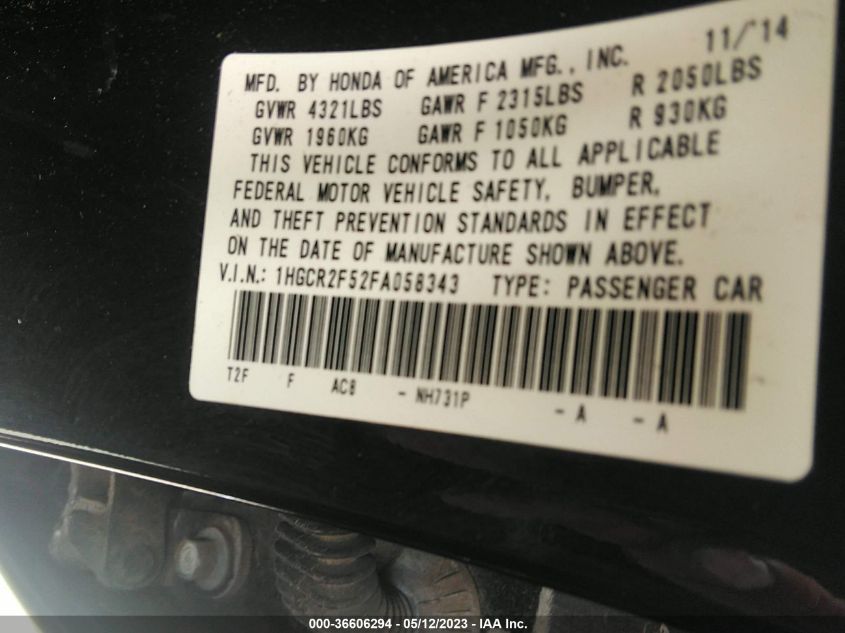 11/'14
MFD. BY HONDA OF AMERICA MFG., INC.
GVWR 4321LBS GAWR F 2315LBS R 2050LBS
GVWR 1960KG GAWR F 1050KG R 930KG
THIS VEHICLE CONFORMS TO ALL APPLICABLE
FEDERAL MOTOR VEHICLE SAFETY, BUMPER,
AND THEFT PREVENTION STANDARDS IN EFFECT
ON THE DATE OF MANUFACTURE SHOWN ABOVE.
V.I.N.: 1HGCR2F52FA058343 TYPE: PASSENGER CAR
T2F F AC8 - NH731P - A - A
000-36606294 - 05/12/2023 - IAA Inc.